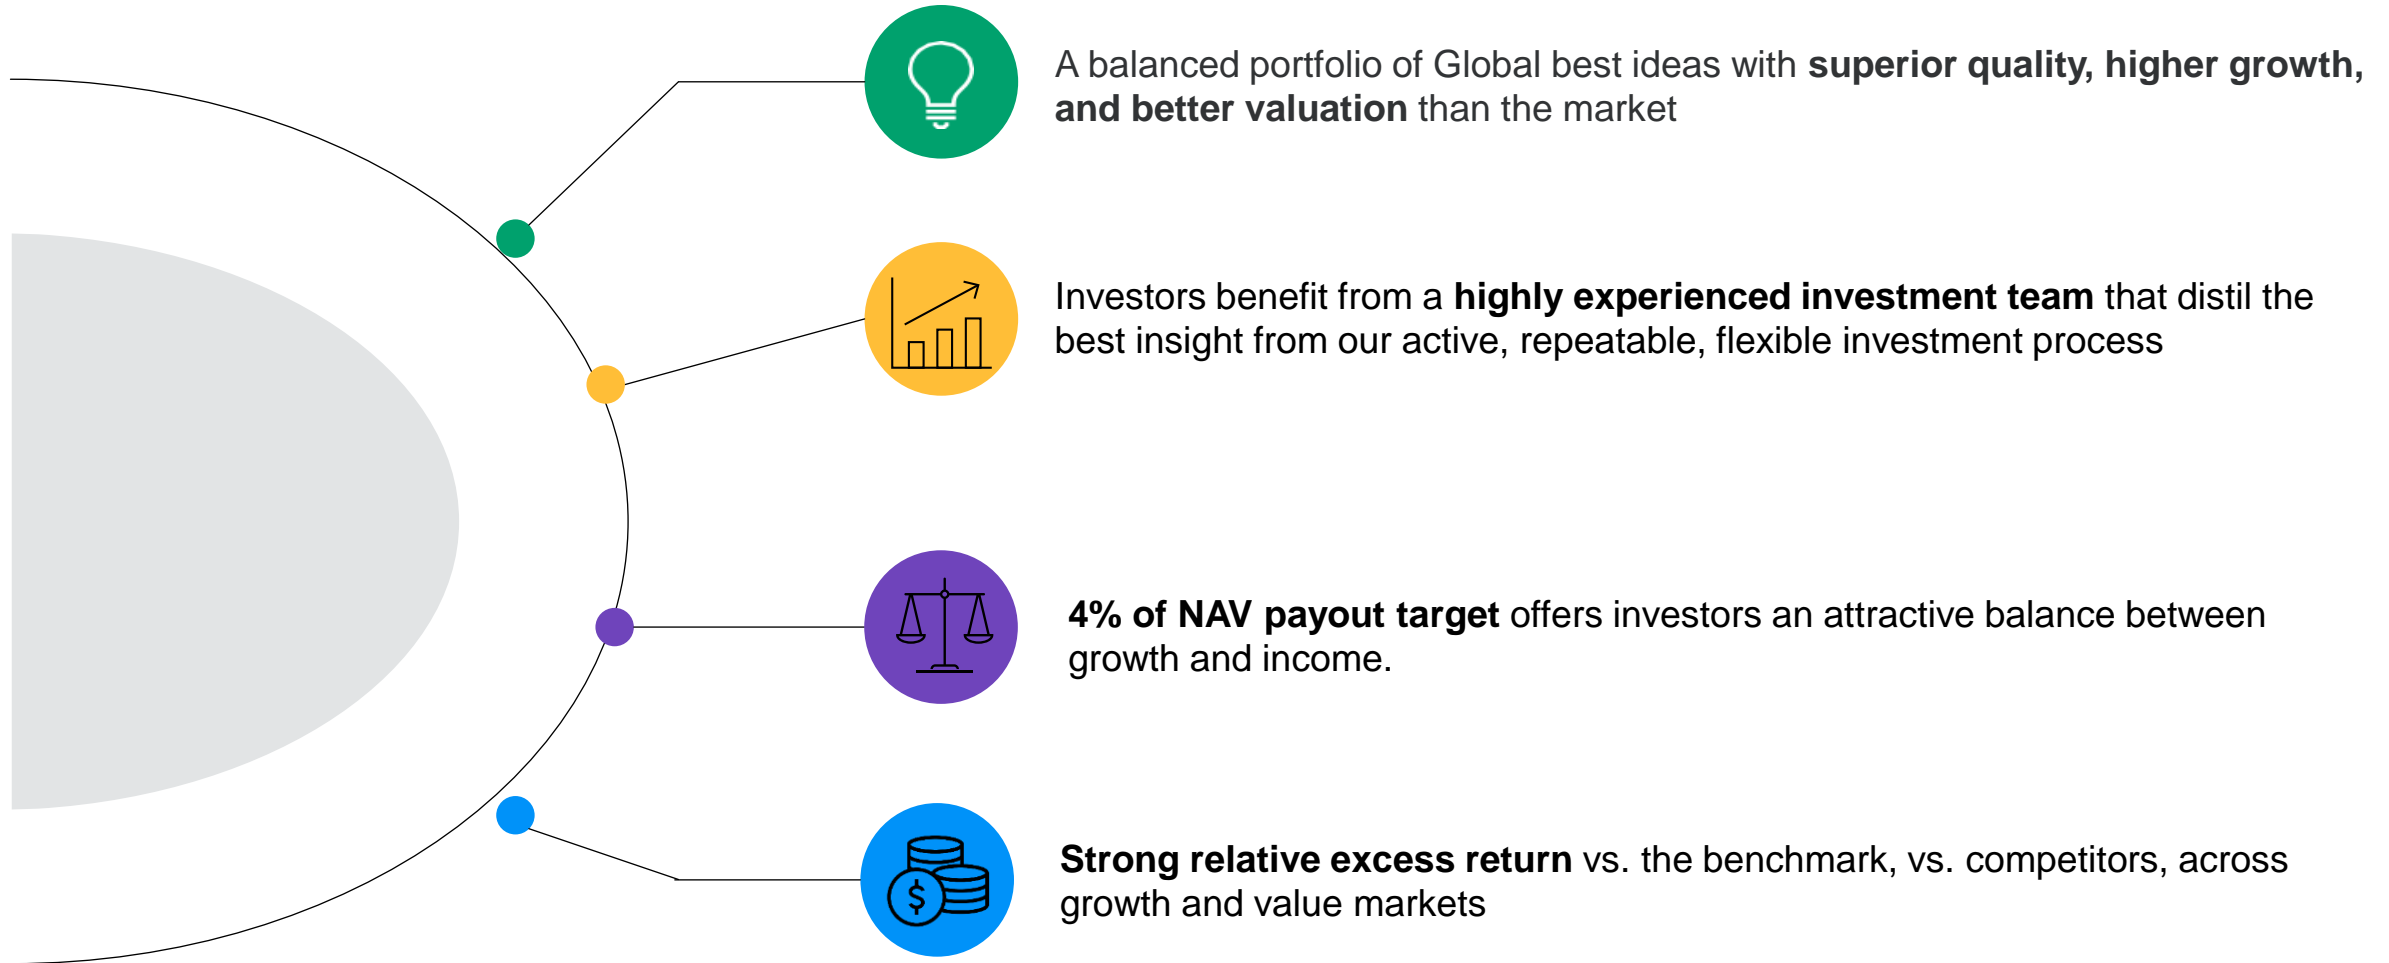 A balanced portfolio of Global best ideas with superior quality, higher growth,
and better valuation than the market
Investors benefit from a highly experienced investment team that distil the
best insight from our active, repeatable, flexible investment process
4% of NAV payout target offers investors an attractive balance between
growth and income.
$
Strong relative excess return vs. the benchmark, vs. competitors, across
growth and value markets